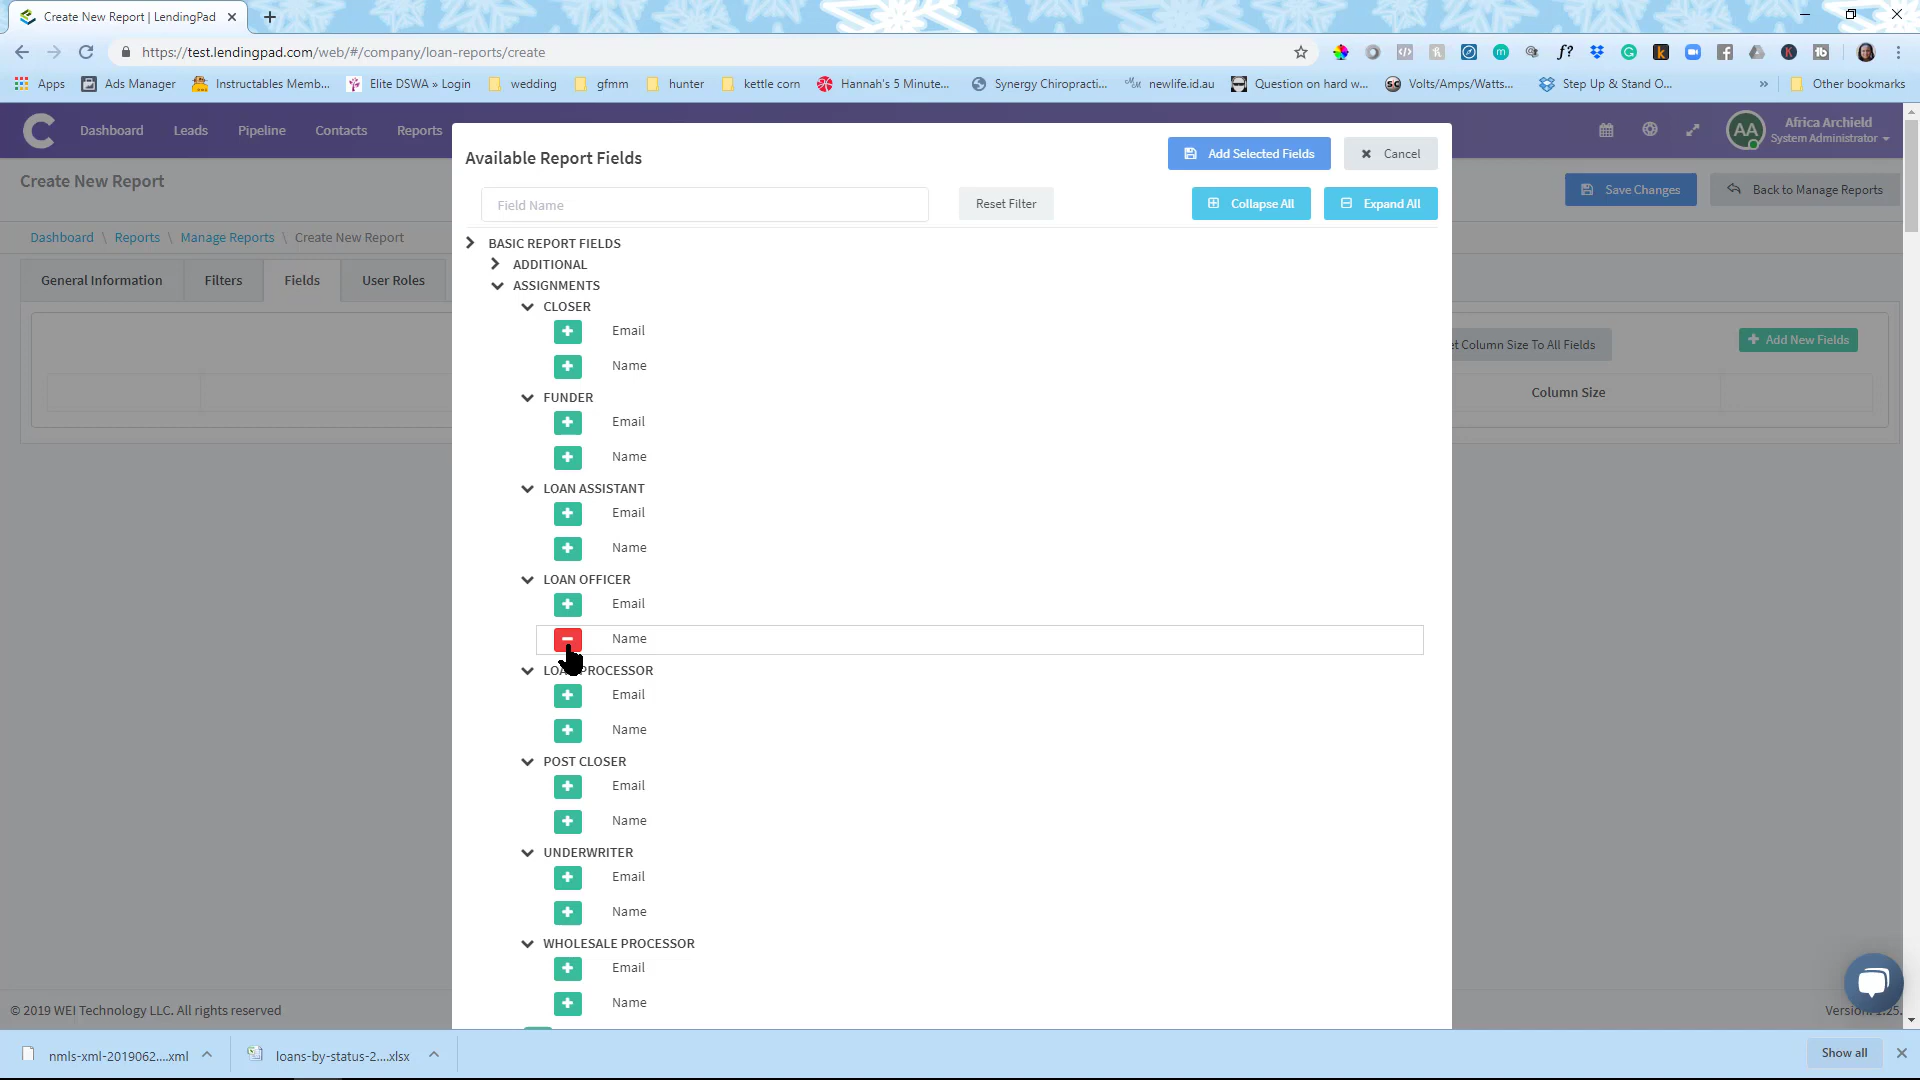 Create New Report | LendingPad
https://test.lendingpad.com/web/#/company/loan-reports/create
f?
Apps
Ads Manager
Instructables Memb...
Elite DSWA » Login
wedding
gfmm
hunter
kettle corn
Hannah's 5 Minute...
Synergy Chiropracti...
newlife.id.au
Question on hard w...
Volts/Amps/Watts...
Step Up & Stand O...
»
Other bookmarks
C
Dashboard
Leads
Pipeline
Contacts
Reports
AA
Africa Archield
System Administrator
Create New Report
Save Changes
Back to Manage Reports
Dashboard \ Reports \ Manage Reports \ Create New Report
General Information
Filters
Fields
User Roles
et Column Size To All Fields
Add New Fields
Column Size
Available Report Fields
Add Selected Fields
Cancel
Field Name
Reset Filter
Collapse All
Expand All
BASIC REPORT FIELDS
ADDITIONAL
ASSIGNMENTS
CLOSER
Email
Name
FUNDER
Email
Name
LOAN ASSISTANT
Email
Name
LOAN OFFICER
Email
Name
LOAN PROCESSOR
Email
Name
POST CLOSER
Email
Name
UNDERWRITER
Email
Name
WHOLESALE PROCESSOR
Email
Name
© 2019 WEI Technology LLC. All rights reserved
nmls-xml-2019062....xml
loans-by-status-2....xlsx
Show all